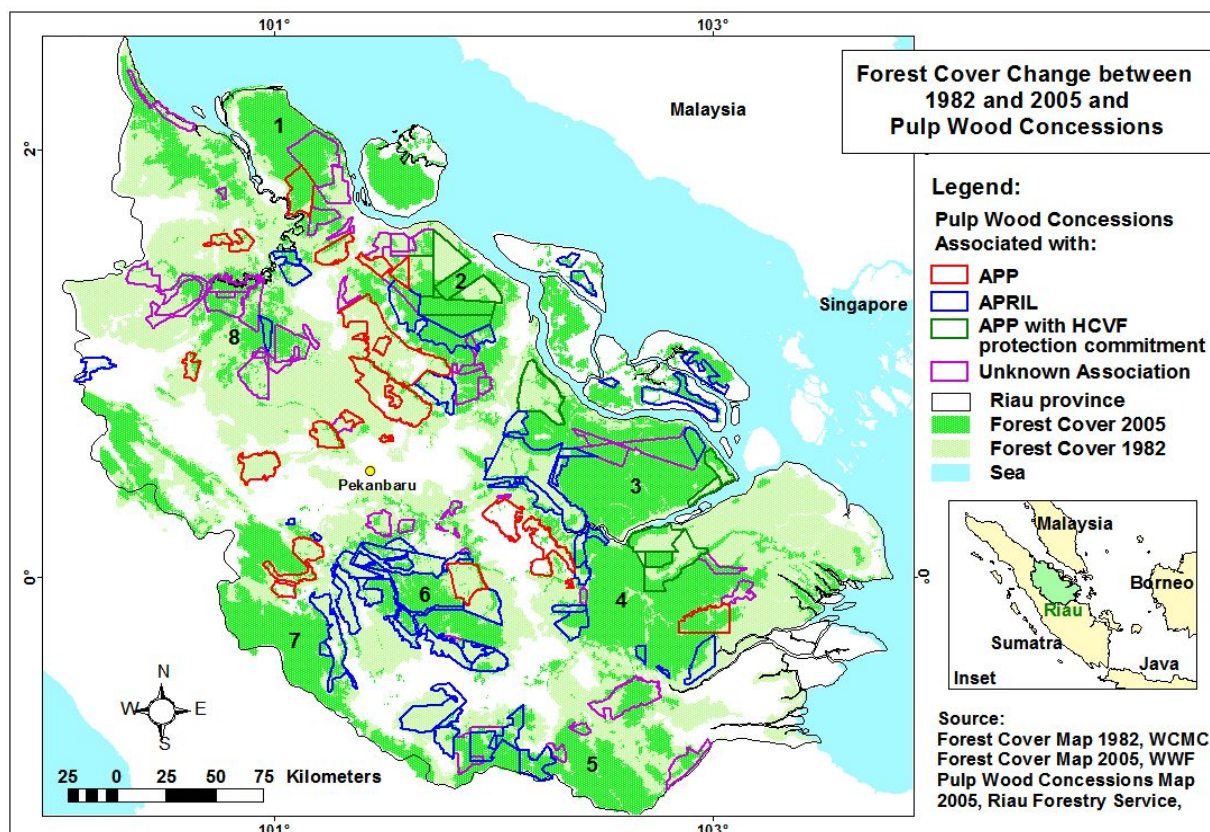 101°
103°
Forest Cover Change between
1982 and 2005 and
Pulp Wood Concessions
Malaysia
2°
1
2
Singapore
8
Pekanbaru
3
0°
4
6
7
5
N
W E
S
25 0 25 50 75 Kilometers
101°
103°
Legend:
Pulp Wood Concessions
Associated with:
APP
APRIL
APP with HCVF
protection commitment
Unknown Association
Riau province
Forest Cover 2005
Forest Cover 1982
Sea
Malaysia
Borneo
Riau
Sumatra
Java
Inset
Source:
Forest Cover Map 1982, WCMC
Forest Cover Map 2005, WWF
Pulp Wood Concessions Map
2005, Riau Forestry Service,